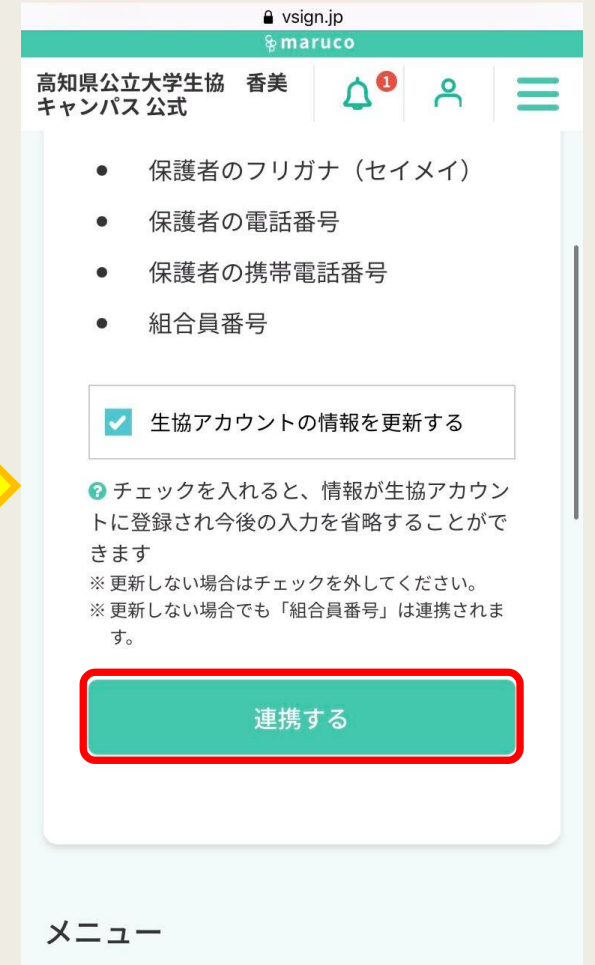 vsign.jp
maruco
高知県公立大学生協　香美
キャンパス 公式
1
• 保護者のフリガナ（セイメイ）
• 保護者の電話番号
• 保護者の携帯電話番号
• 組合員番号
生協アカウントの情報を更新する
? チェックを入れると、情報が生協アカウン
トに登録され今後の入力を省略することがで
きます
※ 更新しない場合はチェックを外してください。
※ 更新しない場合でも「組合員番号」は連携されま
す。
連携する
メニュー